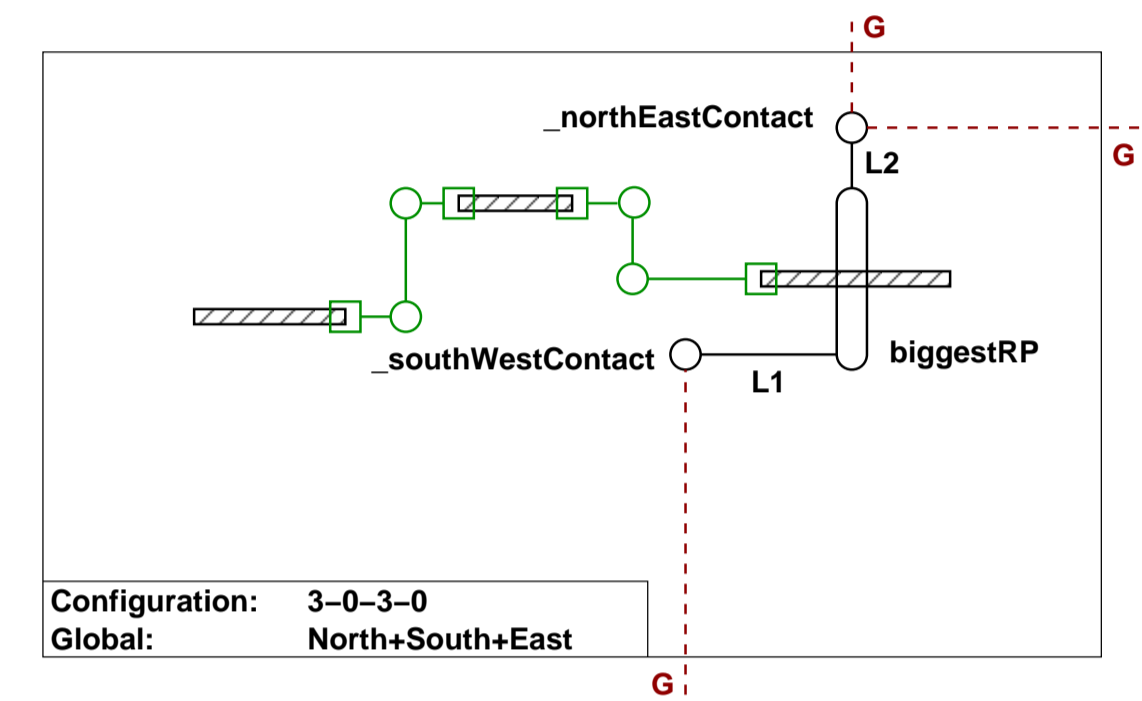 G
_northEastContact
G
L2
_southWestContact
biggestRP
L1
Configuration: 3–0–3–0
Global: North+South+East
G